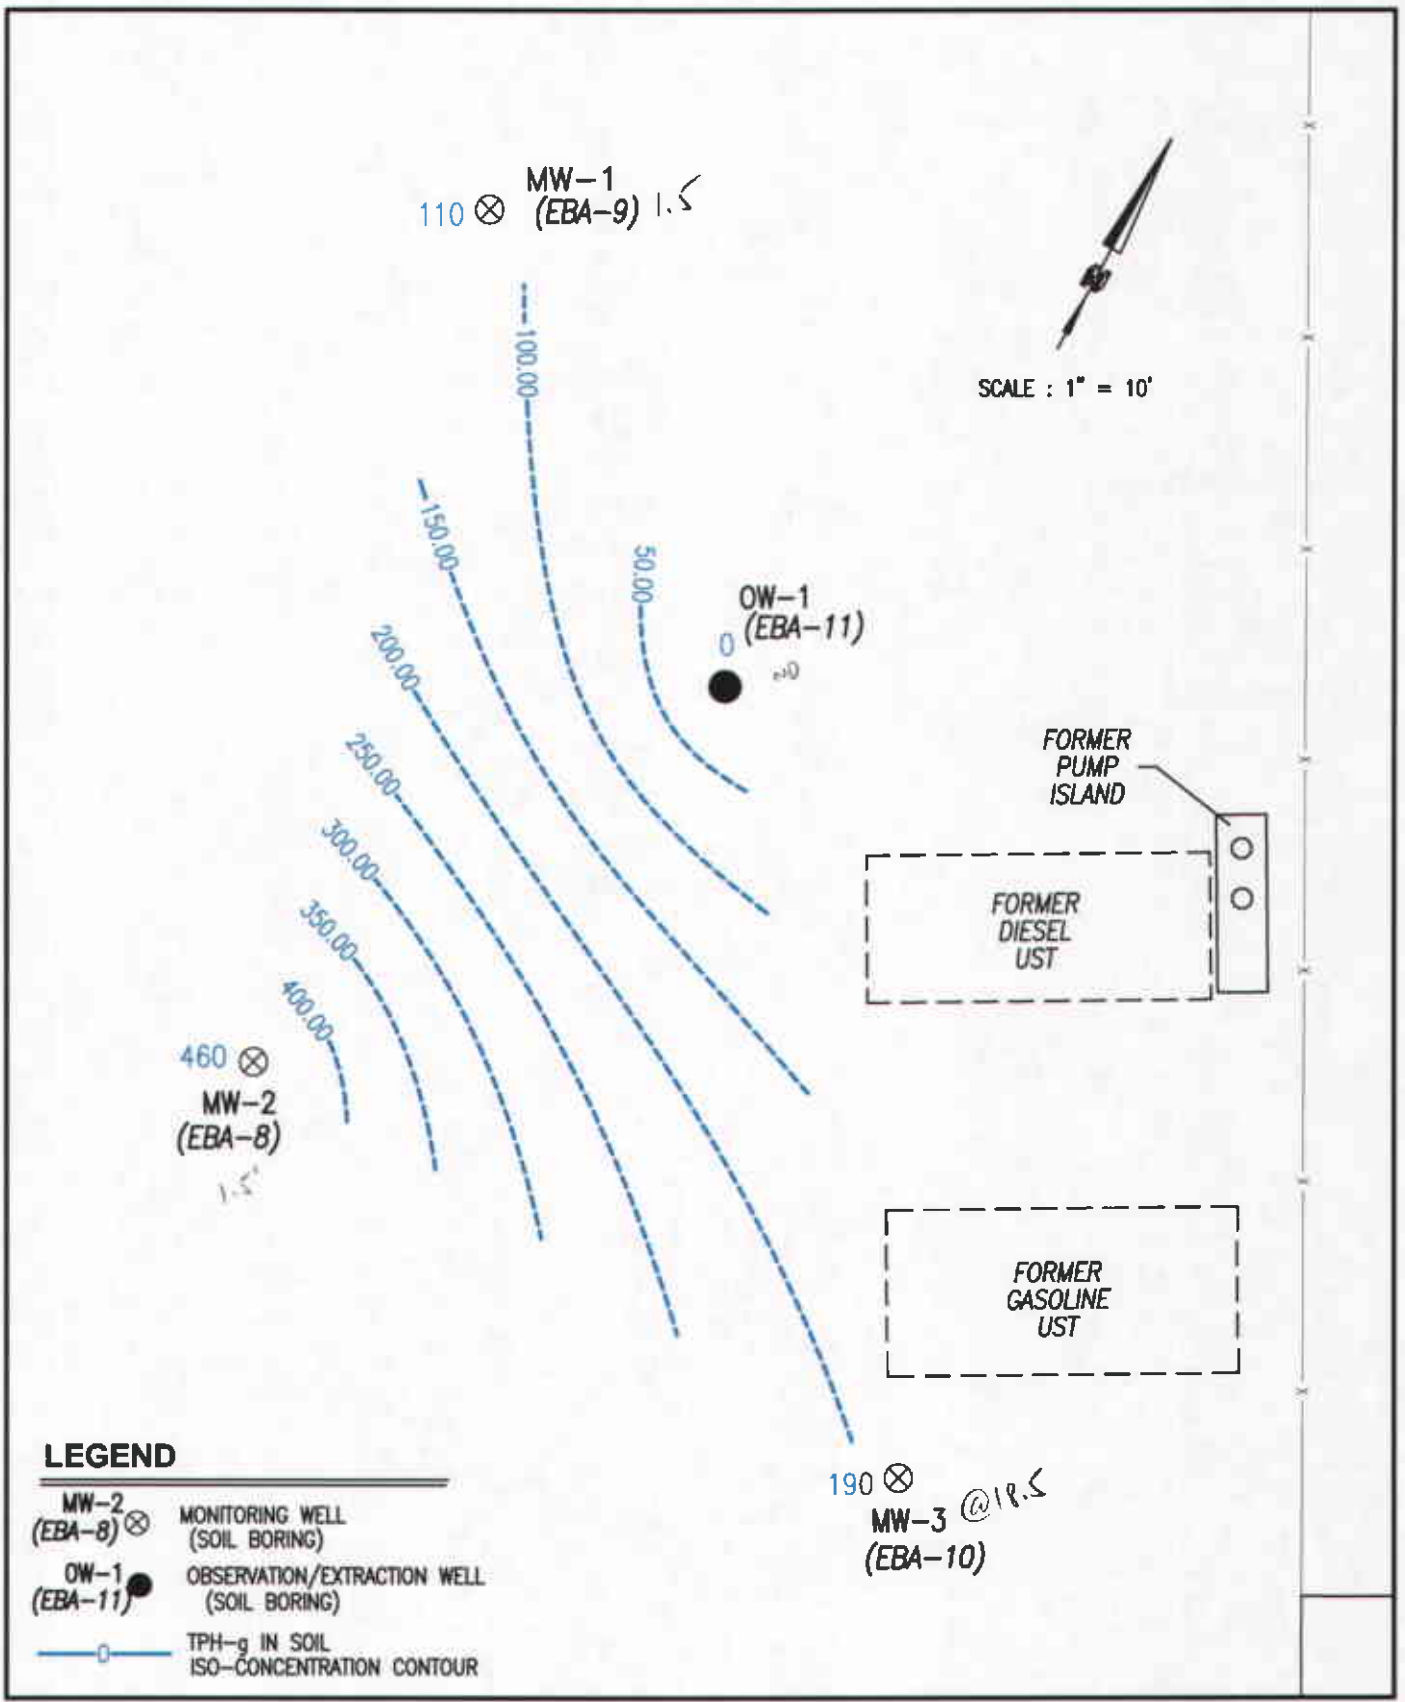 MW-1
110 (EBA-9) 1.5
SCALE : 1" = 10'
100.00
150.00
50.00
OW-1
(EBA-11)
0
200.00
250.00
300.00
350.00
400.00
FORMER
PUMP
ISLAND
FORMER
DIESEL
UST
460
MW-2
(EBA-8)
1.5'
FORMER
GASOLINE
UST
190
MW-3 @18.5
(EBA-10)
LEGEND
MW-2
(EBA-8)
MONITORING WELL
(SOIL BORING)
OW-1
(EBA-11)
OBSERVATION/EXTRACTION WELL
(SOIL BORING)
0
TPH-g IN SOIL
ISO-CONCENTRATION CONTOUR